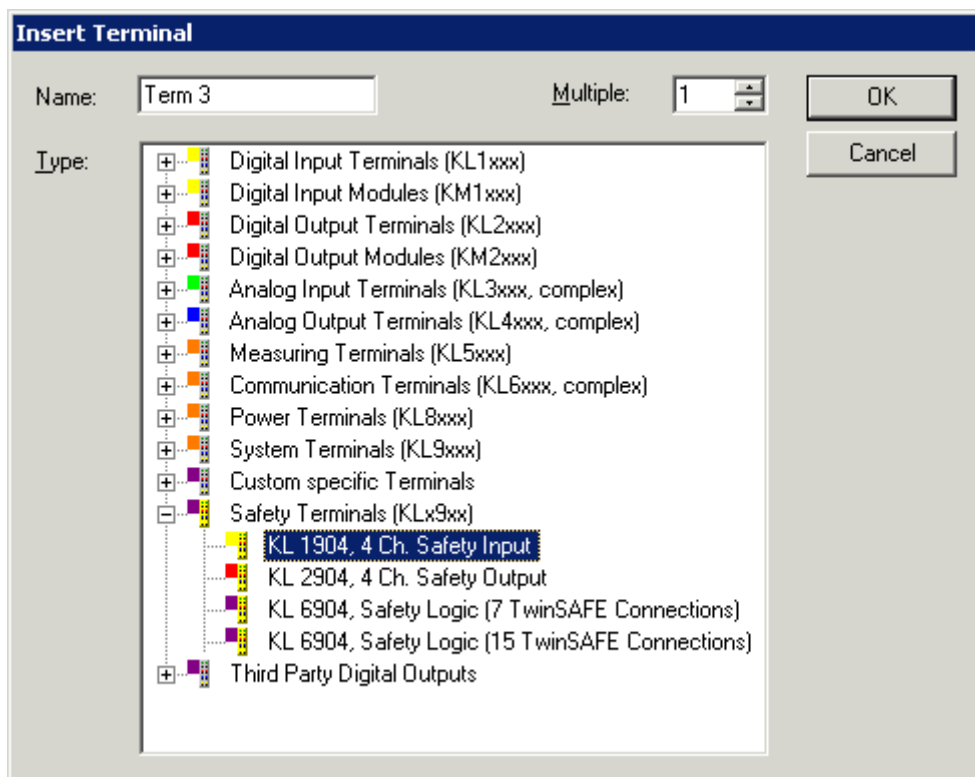 Insert Terminal
Name: Term 3 Multiple: 1 OK
Type: Cancel
Digital Input Terminals (KL1xxx)
Digital Input Modules (KM1xxx)
Digital Output Terminals (KL2xxx)
Digital Output Modules (KM2xxx)
Analog Input Terminals (KL3xxx, complex)
Analog Output Terminals (KL4xxx, complex)
Measuring Terminals (KL5xxx)
Communication Terminals (KL6xxx, complex)
Power Terminals (KL8xxx)
System Terminals (KL9xxx)
Custom specific Terminals
Safety Terminals (KLx9xx)
KL 1904, 4 Ch. Safety Input
KL 2904, 4 Ch. Safety Output
KL 6904, Safety Logic (7 TwinSAFE Connections)
KL 6904, Safety Logic (15 TwinSAFE Connections)
Third Party Digital Outputs